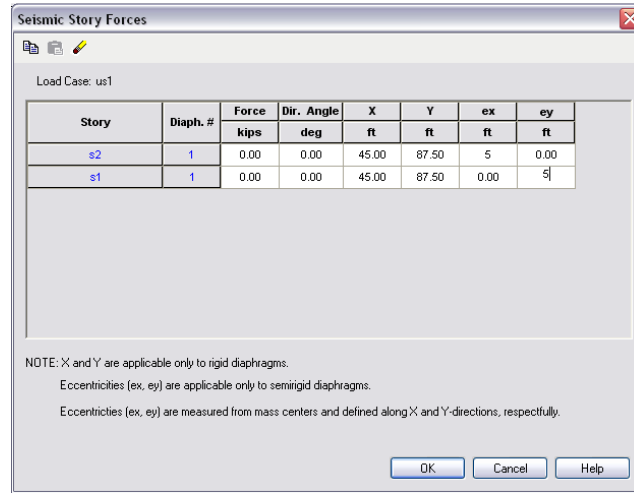 Seismic Story Forces
Load Case: us1
Story Diaph. # Force Dir. Angle X Y ex ey
kips deg ft ft ft ft
s2 1 0.00 0.00 45.00 87.50 5 0.00
s1 1 0.00 0.00 45.00 87.50 0.00 5
NOTE: X and Y are applicable only to rigid diaphragms.
Eccentricities (ex, ey) are applicable only to semirigid diaphragms.
Eccentricties (ex, ey) are measured from mass centers and defined along X and Y-directions, respectfully.
OK Cancel Help